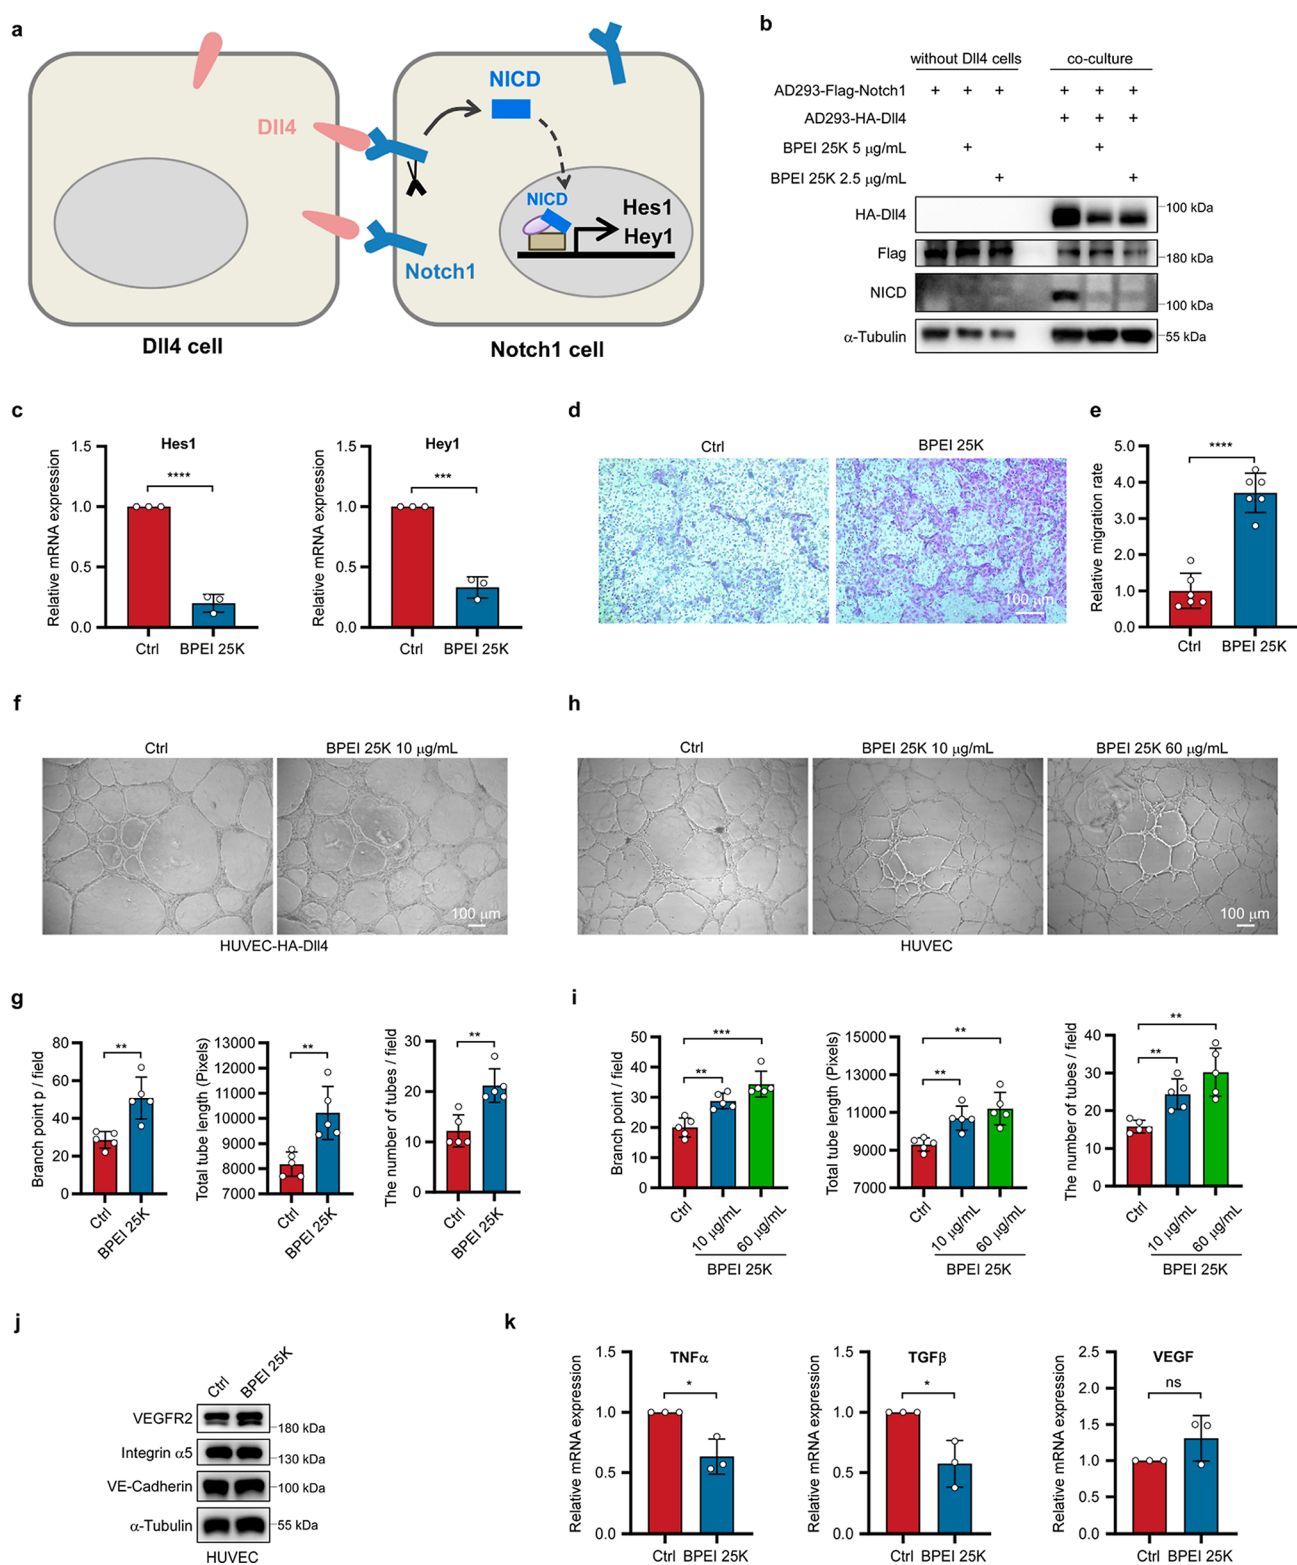 a
NICD
Dll4
NICD
Hes1
Hey1
Notch1
Dll4 cell
Notch1 cell
b
without Dll4 cells
co-culture
AD293-Flag-Notch1 + + + + + +
AD293-HA-Dll4 + + +
BPEI 25K 5 μg/mL + +
BPEI 25K 2.5 μg/mL + +
HA-Dll4
100 kDa
Flag
180 kDa
NICD
100 kDa
α-Tubulin
55 kDa
c
Hes1
Relative mRNA expression
1.5
1.0
0.5
0.0
****
Ctrl
BPEI 25K
Hey1
Relative mRNA expression
1.5
1.0
0.5
0.0
***
Ctrl
BPEI 25K
d
Ctrl
BPEI 25K
100 μm
e
Relative migration rate
5.0
4.0
3.0
2.0
1.0
0.0
****
Ctrl
BPEI 25K
f
Ctrl
BPEI 25K 10 μg/mL
100 μm
HUVEC-HA-Dll4
h
Ctrl
BPEI 25K 10 μg/mL
BPEI 25K 60 μg/mL
100 μm
HUVEC
g
Branch point p / field
80
60
40
20
0
**
Ctrl
BPEI 25K
Total tube length (Pixels)
13000
12000
11000
10000
9000
8000
7000
**
Ctrl
BPEI 25K
The number of tubes / field
30
20
10
0
**
Ctrl
BPEI 25K
i
Branch point / field
50
40
30
20
10
0
***
**
Ctrl
10 μg/mL
60 μg/mL
BPEI 25K
Total tube length (Pixels)
15000
13000
11000
9000
7000
**
**
Ctrl
10 μg/mL
60 μg/mL
BPEI 25K
The number of tubes / field
40
30
20
10
0
**
**
Ctrl
10 μg/mL
60 μg/mL
BPEI 25K
j
Ctrl
BPEI 25K
VEGFR2
180 kDa
Integrin α5
130 kDa
VE-Cadherin
100 kDa
α-Tubulin
55 kDa
HUVEC
k
TNFα
Relative mRNA expression
1.5
1.0
0.5
0.0
*
Ctrl
BPEI 25K
TGFβ
Relative mRNA expression
1.5
1.0
0.5
0.0
*
Ctrl
BPEI 25K
VEGF
Relative mRNA expression
2.5
2.0
1.5
1.0
0.5
0.0
ns
Ctrl
BPEI 25K